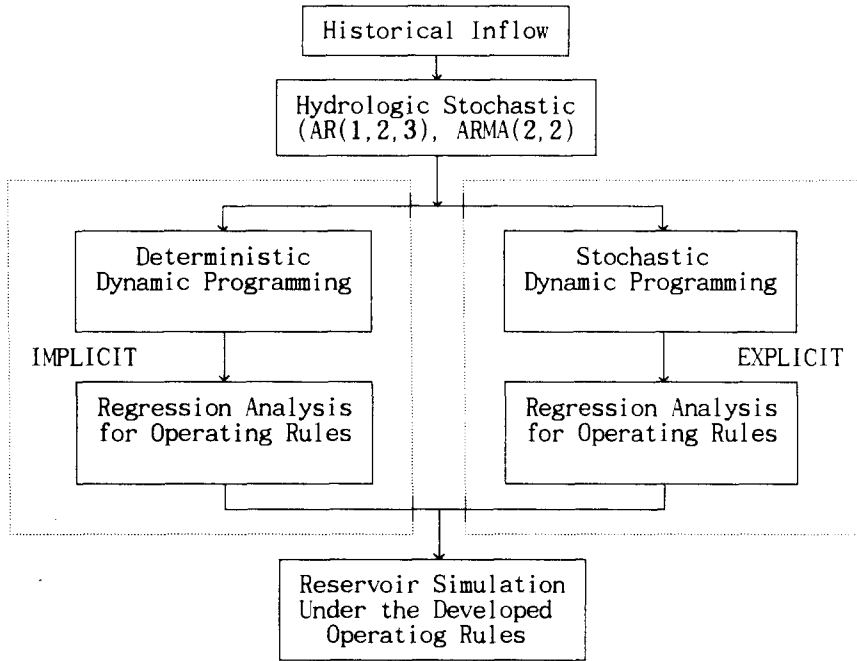 Historical Inflow
Hydrologic Stochastic
(AR(1,2,3), ARMA(2,2)
Deterministic
Dynamic Programming
Stochastic
Dynamic Programming
IMPLICIT
EXPLICIT
Regression Analysis
for Operating Rules
Regression Analysis
for Operating Rules
Reservoir Simulation
Under the Developed
Operatiog Rules